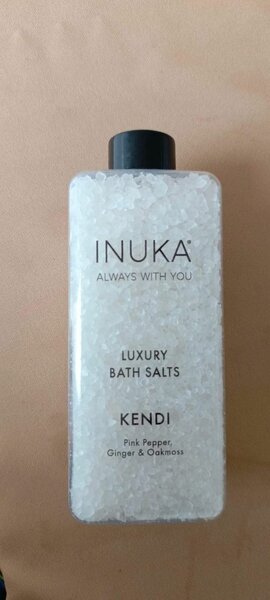 INUKA®
ALWAYS WITH YOU
LUXURY
BATH SALTS
KENDI
Pink Pepper,
Ginger & Oakmoss